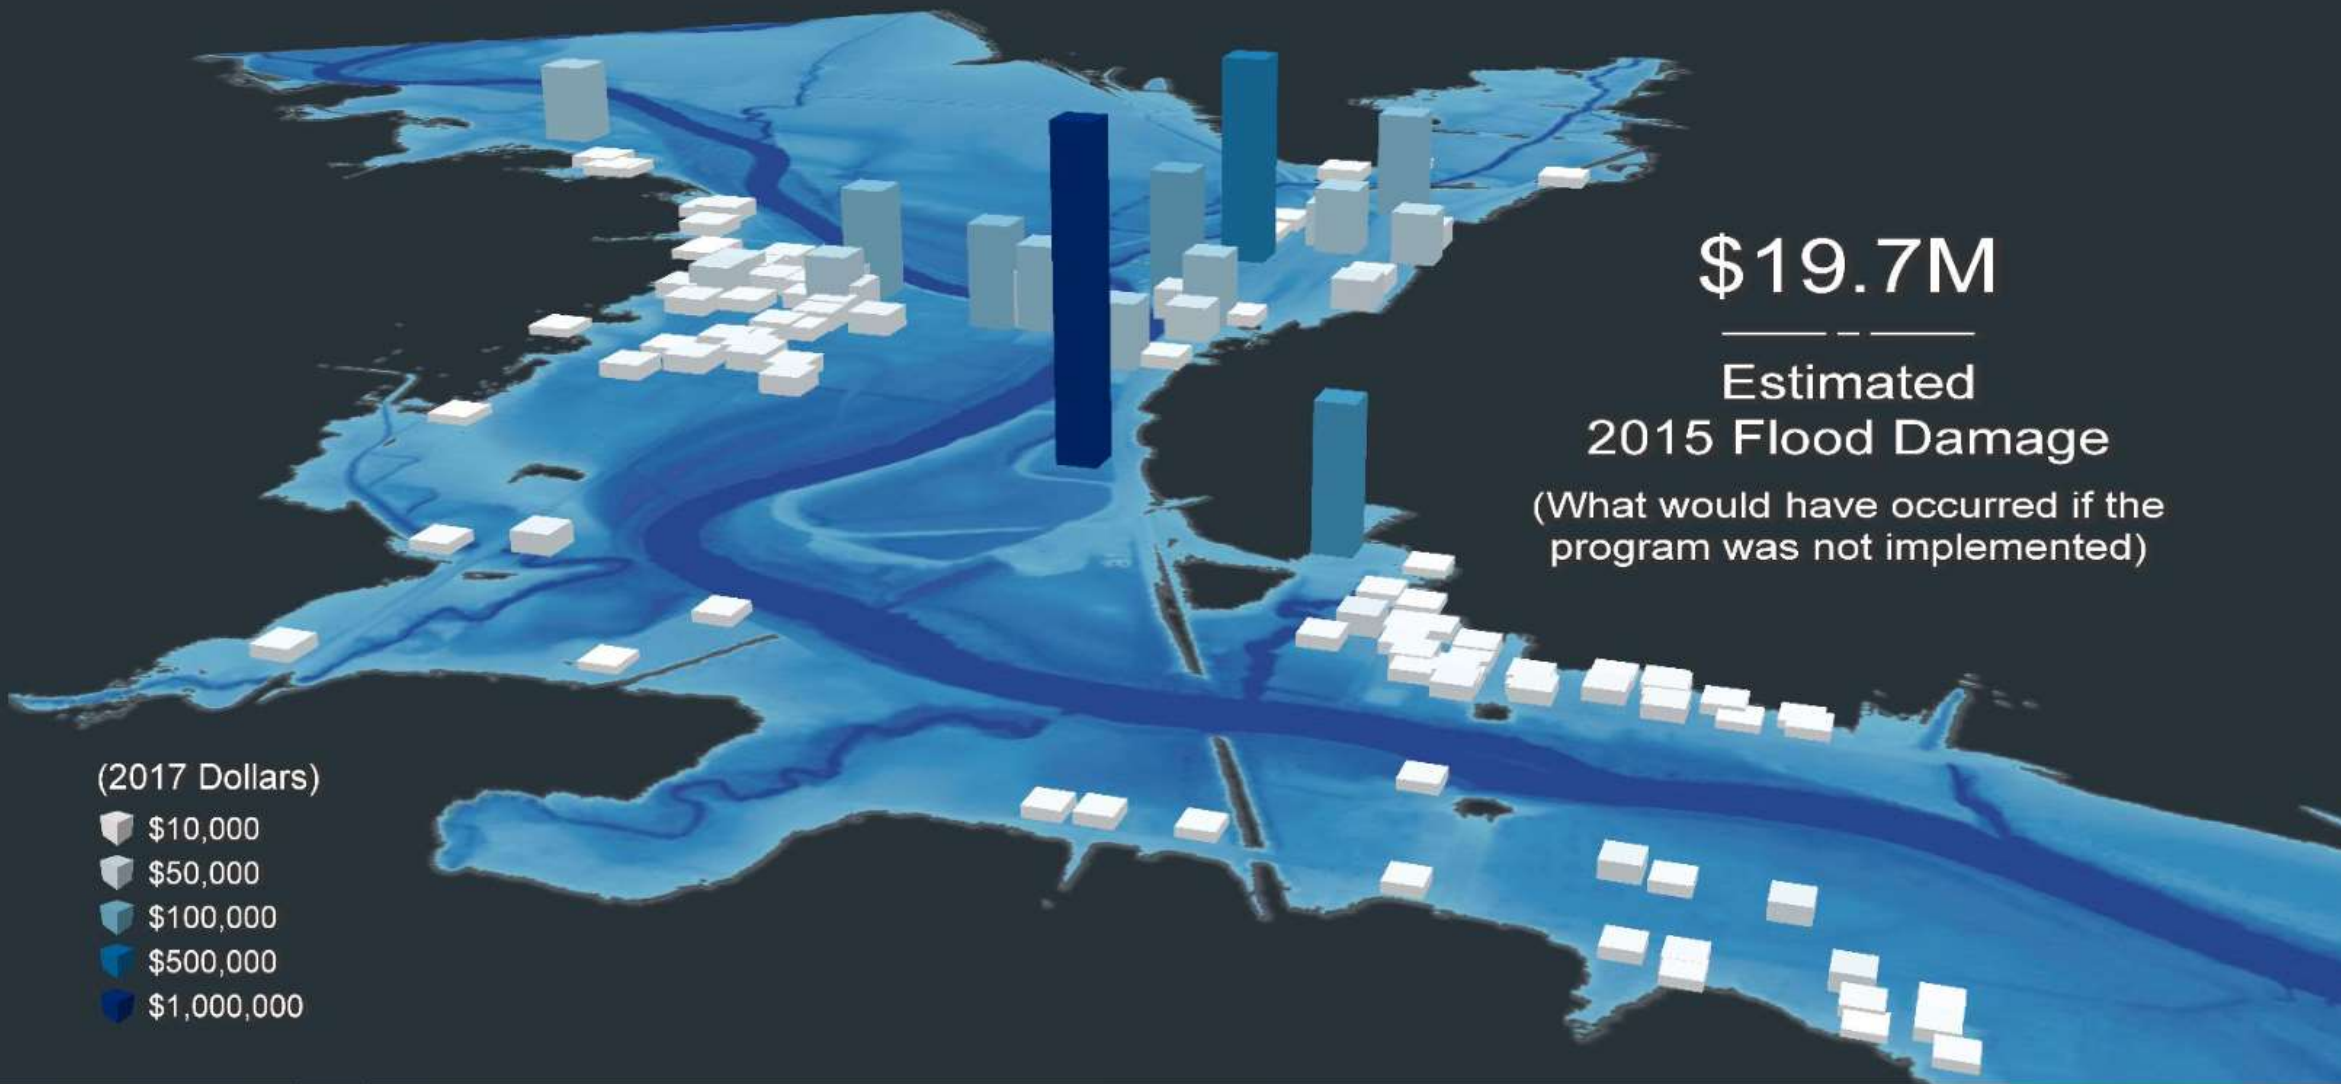 $19.7M
Estimated
2015 Flood Damage
(What would have occurred if the
program was not implemented)
(2017 Dollars)
$10,000
$50,000
$100,000
$500,000
$1,000,000